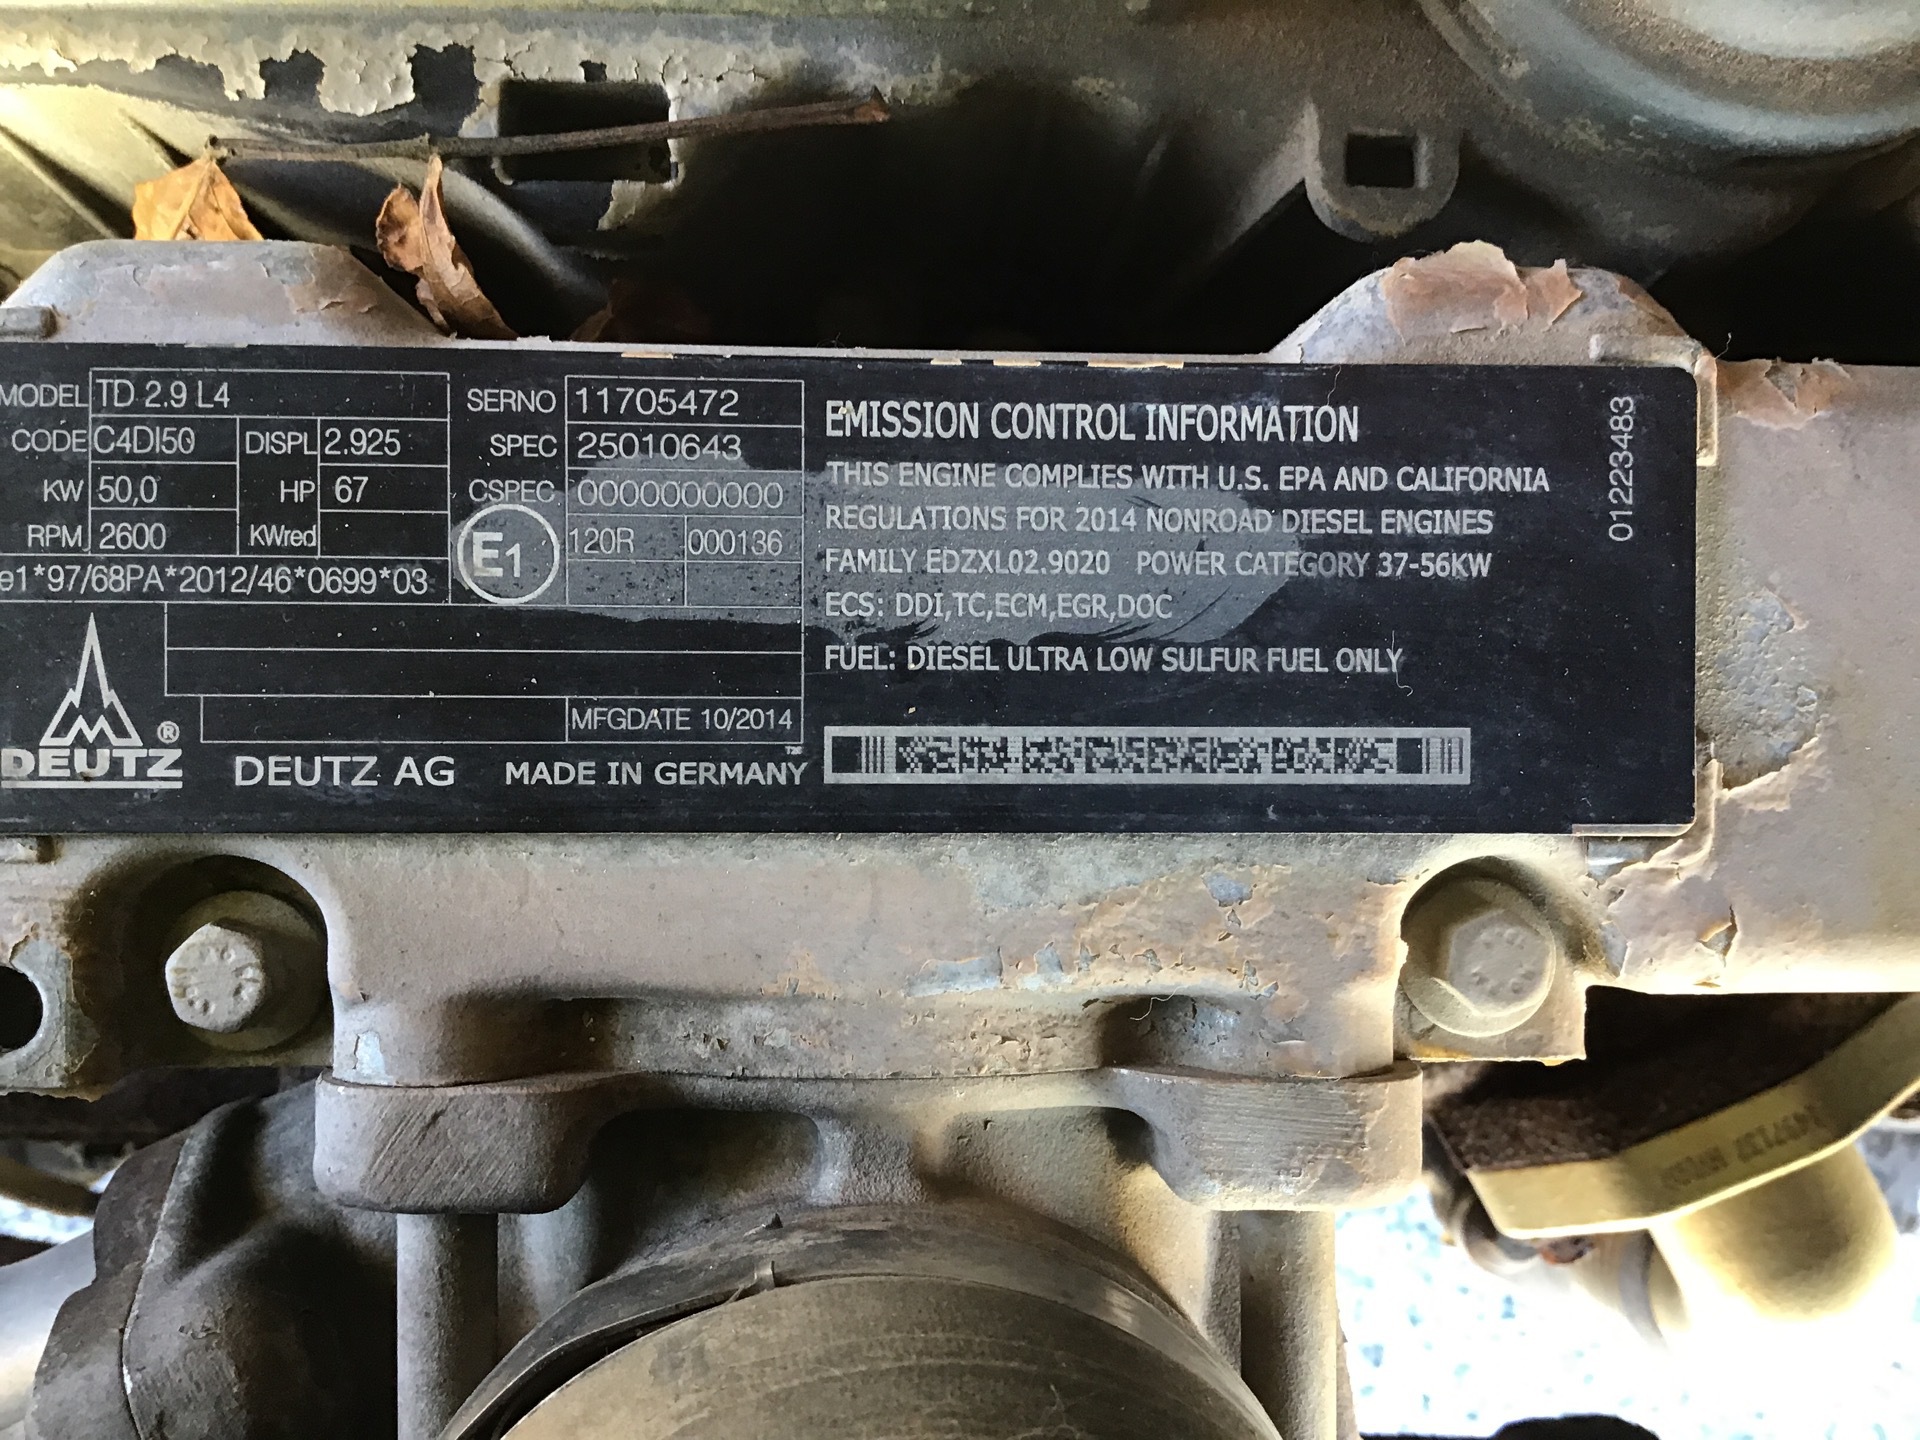 MODEL TD 2.9 L4
CODE C4DI50 DISPL 2.925
KW 50,0 HP 67
RPM 2600 KWred
e1*97/68PA*2012/46*0699*03
SERNO 11705472
SPEC 25010643
CSPEC 0000000000
E1 120R 000136
MFGDATE 10/2014
DEUTZ ®
DEUTZ AG MADE IN GERMANY
EMISSION CONTROL INFORMATION
THIS ENGINE COMPLIES WITH U.S. EPA AND CALIFORNIA
REGULATIONS FOR 2014 NONROAD DIESEL ENGINES
FAMILY EDZXL02.9020 POWER CATEGORY 37-56KW
ECS: DDI,TC,ECM,EGR,DOC
FUEL: DIESEL ULTRA LOW SULFUR FUEL ONLY
01223483